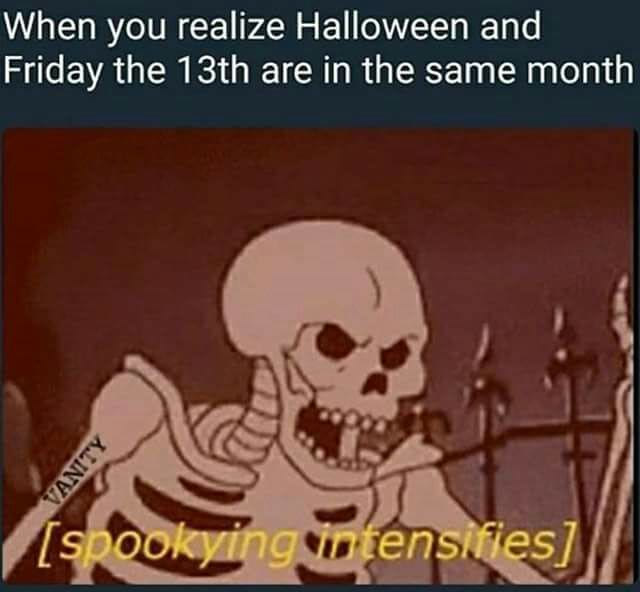 When you realize Halloween and
Friday the 13th are in the same month
VANITY
[spookying intensifies]